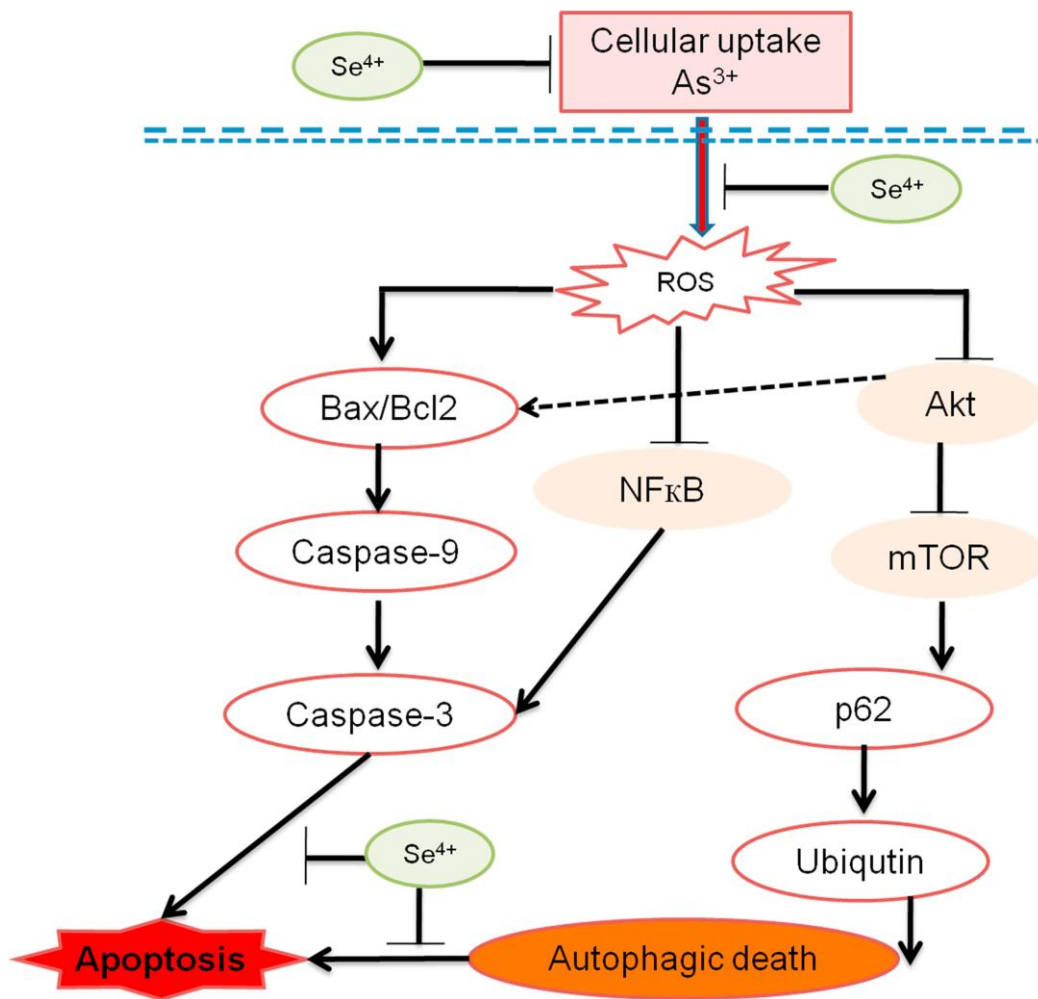 Se⁴⁺
Cellular uptake
As³⁺
Se⁴⁺
ROS
Bax/Bcl2
Akt
NFκB
Caspase-9
mTOR
Caspase-3
p62
Se⁴⁺
Ubiqutin
Apoptosis
Autophagic death